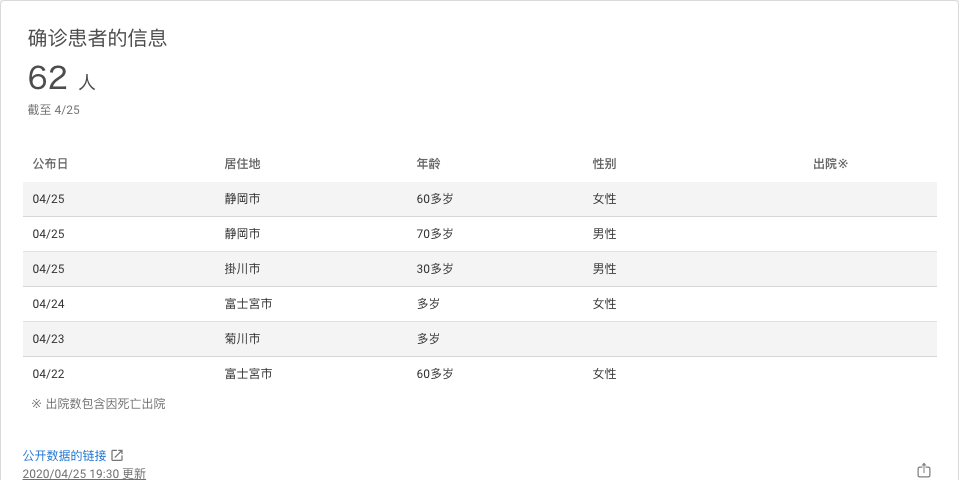 确诊患者的信息
62 人
截至 4/25
公布日 居住地 年龄 性别 出院※
04/25 静岡市 60多岁 女性
04/25 静岡市 70多岁 男性
04/25 掛川市 30多岁 男性
04/24 富士宮市 多岁 女性
04/23 菊川市 多岁
04/22 富士宮市 60多岁 女性
※ 出院数包含因死亡出院
公开数据的链接
2020/04/25 19:30 更新